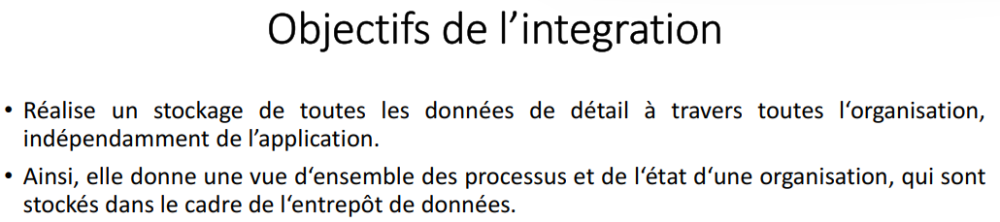 Objectifs de l’integration
• Réalise un stockage de toutes les données de détail à travers toutes l‘organisation,
indépendamment de l’application.
• Ainsi, elle donne une vue d‘ensemble des processus et de l‘état d‘une organisation, qui sont
stockés dans le cadre de l‘entrepôt de données.